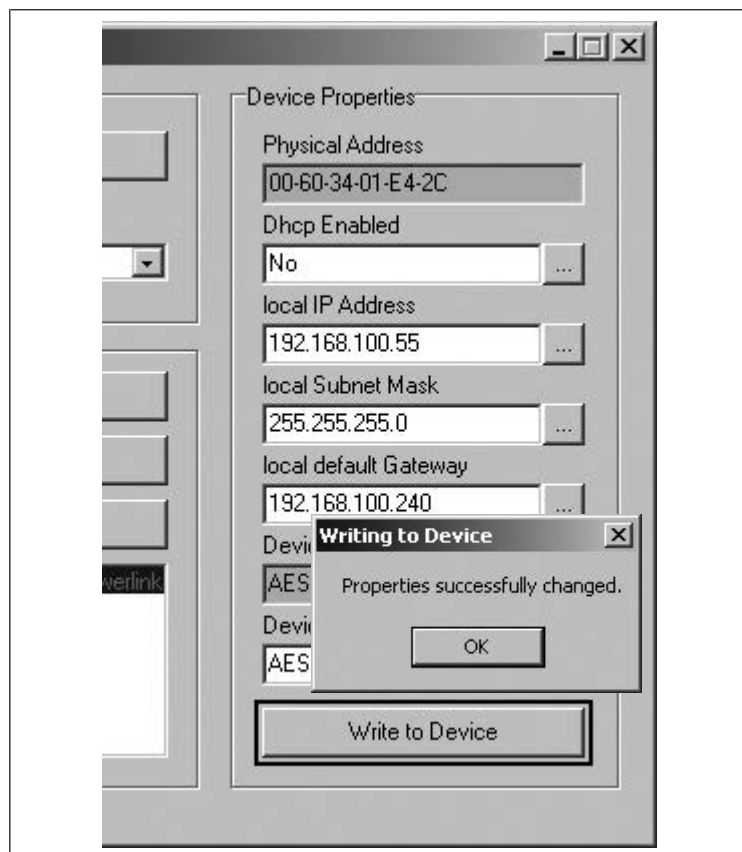 Device Properties
Physical Address
00-60-34-01-E4-2C
Dhcp Enabled
No
...
local IP Address
192.168.100.55
...
local Subnet Mask
255.255.255.0
...
local default Gateway
192.168.100.240
...
Writing to Device
Properties successfully changed.
OK
AES
AES
Write to Device